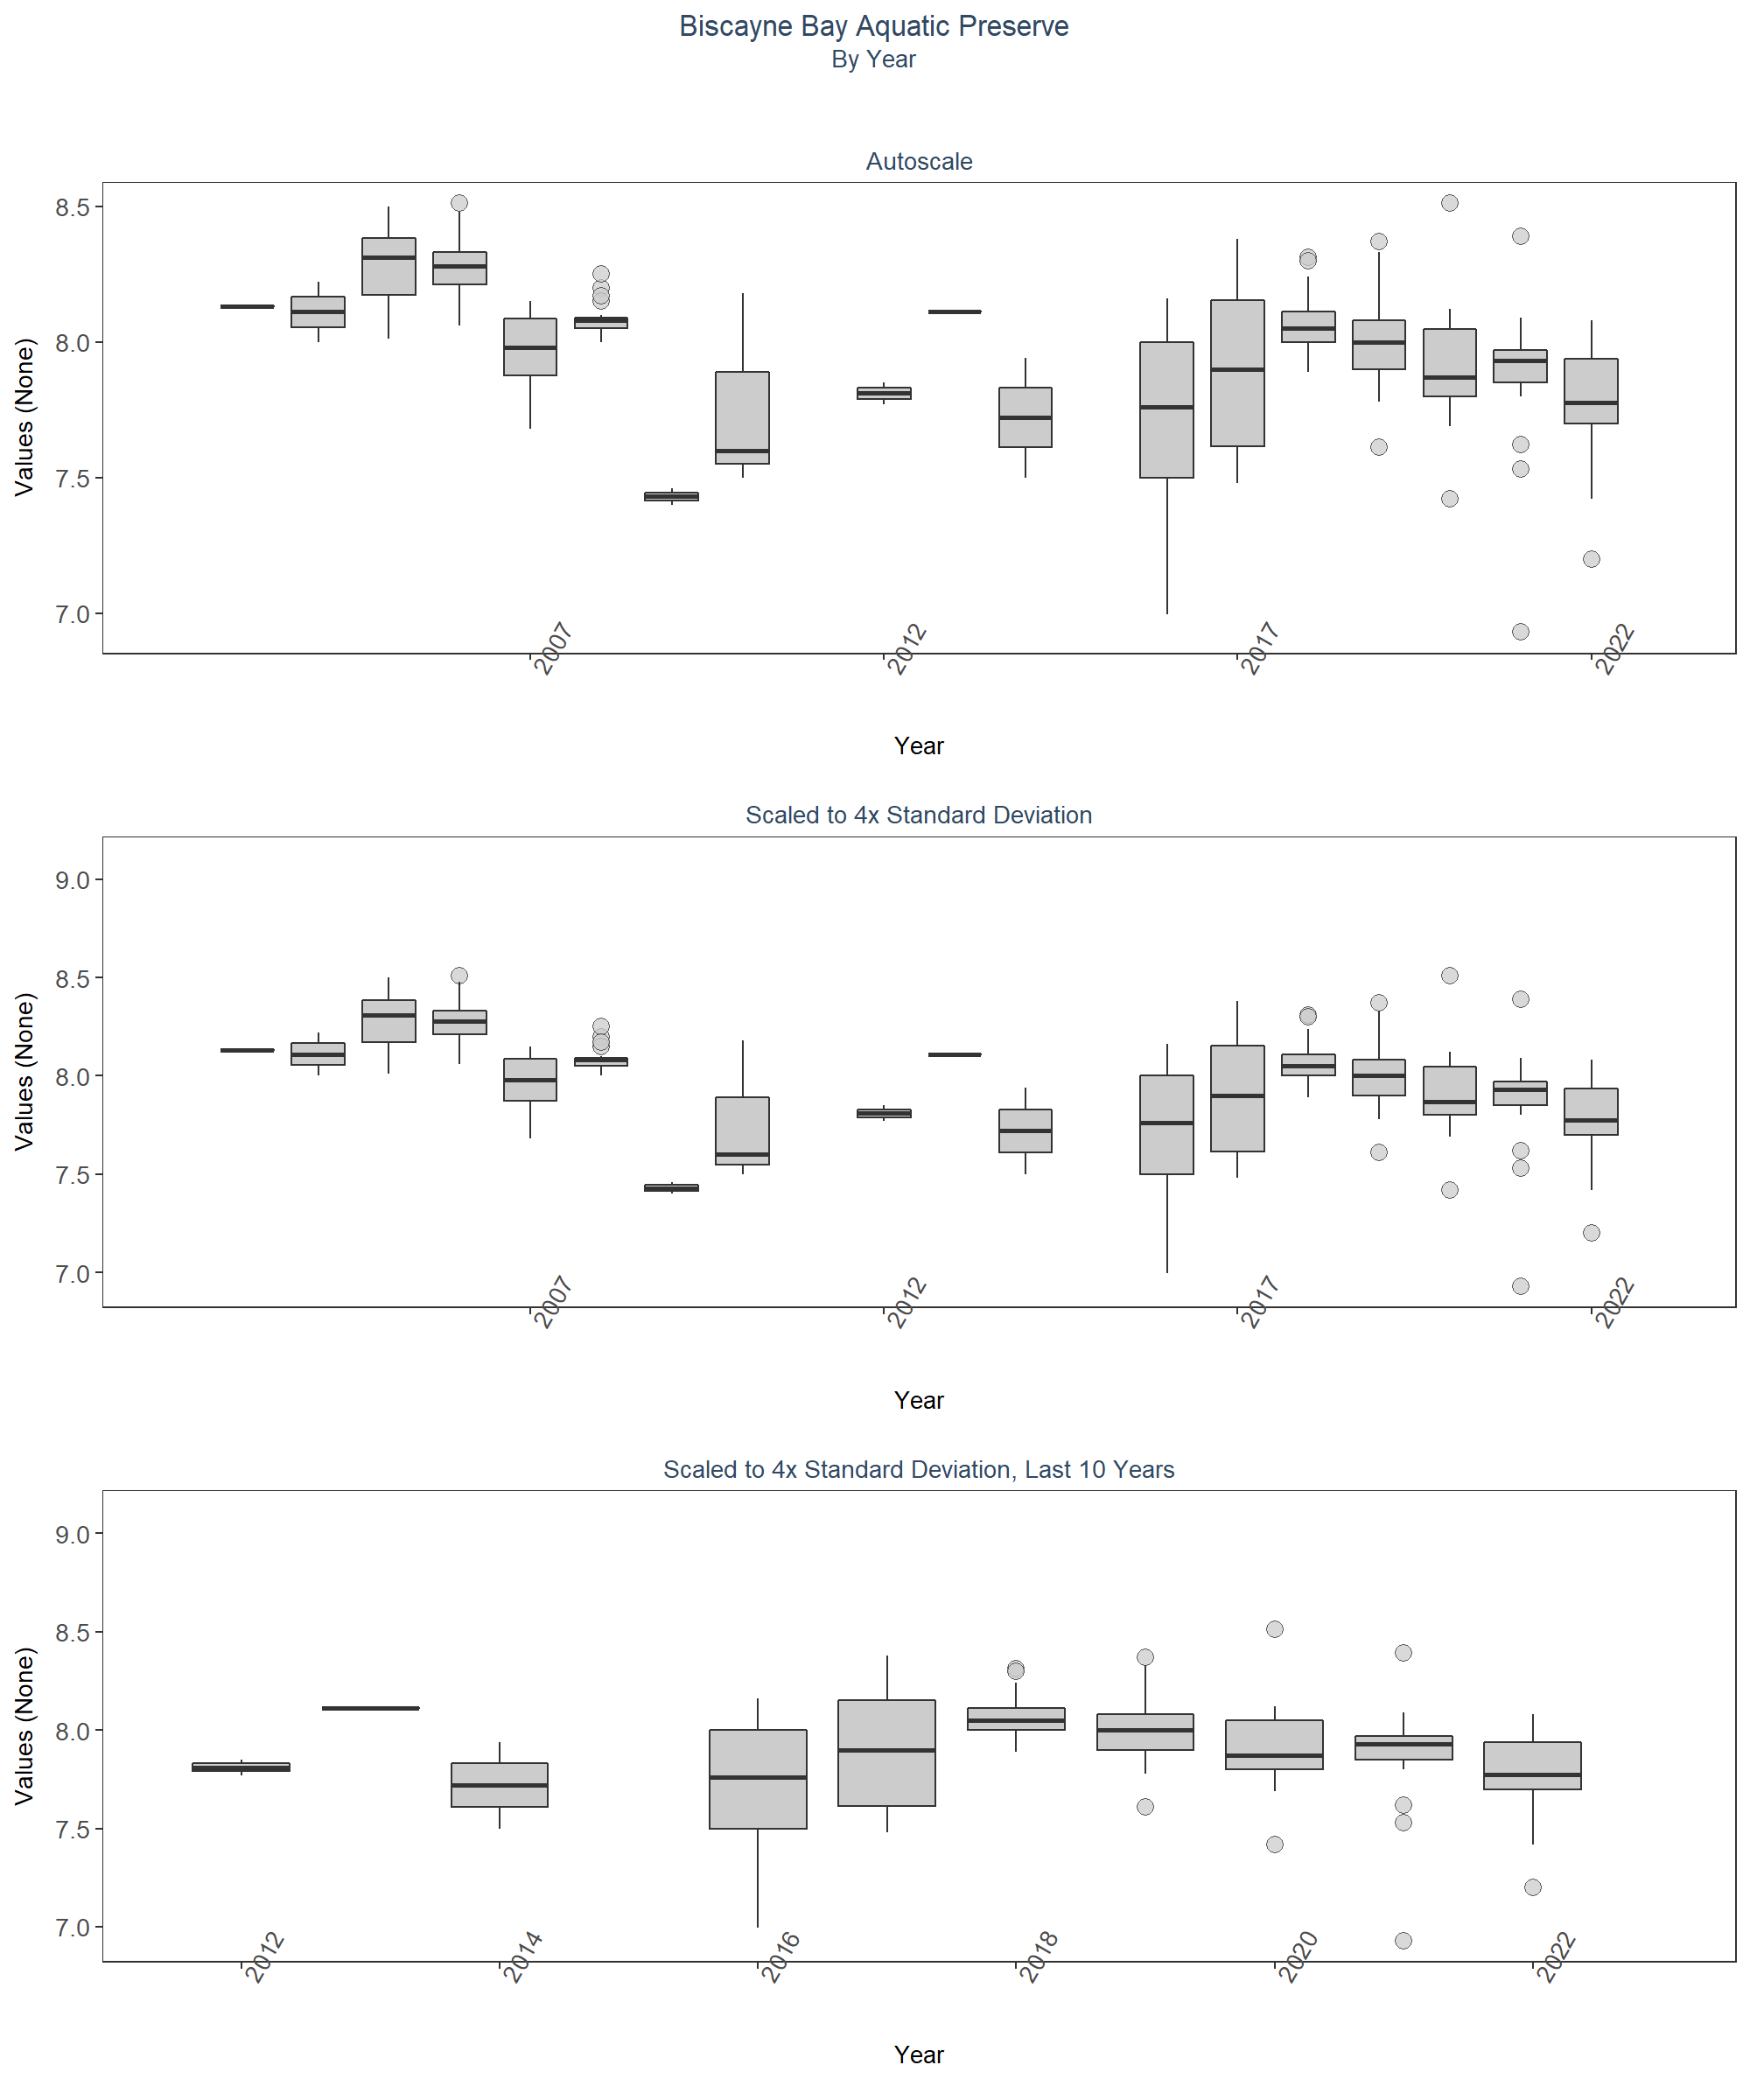 Biscayne Bay Aquatic Preserve
By Year
Autoscale
Values (None)
8.5
8.0
7.5
7.0
2007
2012
2017
2022
Year
Scaled to 4x Standard Deviation
Values (None)
9.0
8.5
8.0
7.5
7.0
2007
2012
2017
2022
Year
Scaled to 4x Standard Deviation, Last 10 Years
Values (None)
9.0
8.5
8.0
7.5
7.0
2012
2014
2016
2018
2020
2022
Year